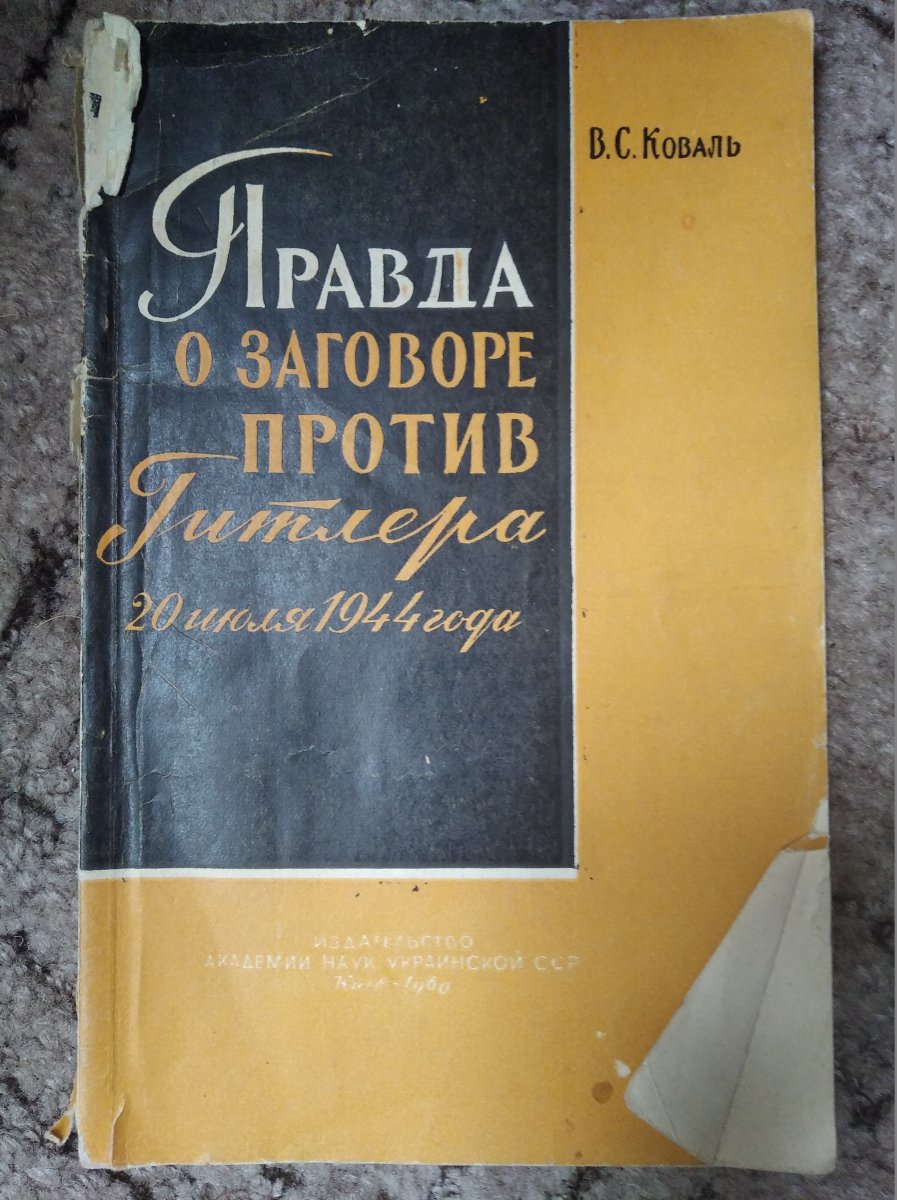 В.С. Коваль
Правда
о заговоре
против
Гитлера
20 июля 1944 года
ИЗДАТЕЛЬСТВО
АКАДЕМИИ НАУК УКРАИНСКОЙ ССР
Киев-1960